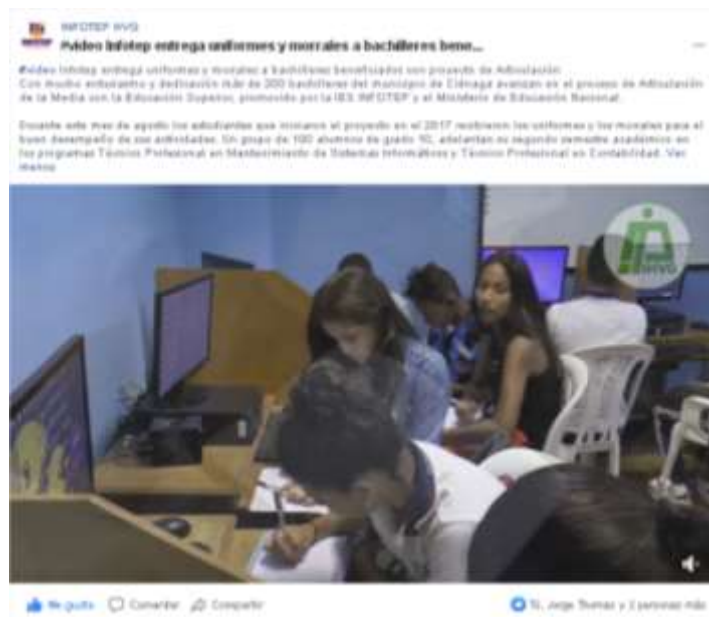 INFOTEP HVG
#video Infotep entrega uniformes y morrales a bachilleres bene...
#video Infotep entrega uniformes y morrales a bachilleres beneficiados con proyecto de Articulación
Con mucho entusiasmo y dedicación más de 200 bachilleres del municipio de Ciénaga avanzan en el proceso de Articulación
de la Media con la Educación Superior, promovido por la IES INFOTEP y el Ministerio de Educación Nacional.
Durante este mes de agosto los estudiantes que iniciaron el proyecto en el 2017 recibieron los uniformes y los morrales para el
buen desempeño de sus actividades. Un grupo de 100 alumnos de grado 10, adelantan su segundo semestre académico en
los programas Técnico Profesional en Mantenimiento de Sistemas Informáticos y Técnico Profesional en Contabilidad. Ver
menos
HVG
Me gusta Comentar Compartir
Tú, Jorge Thomas y 2 personas más